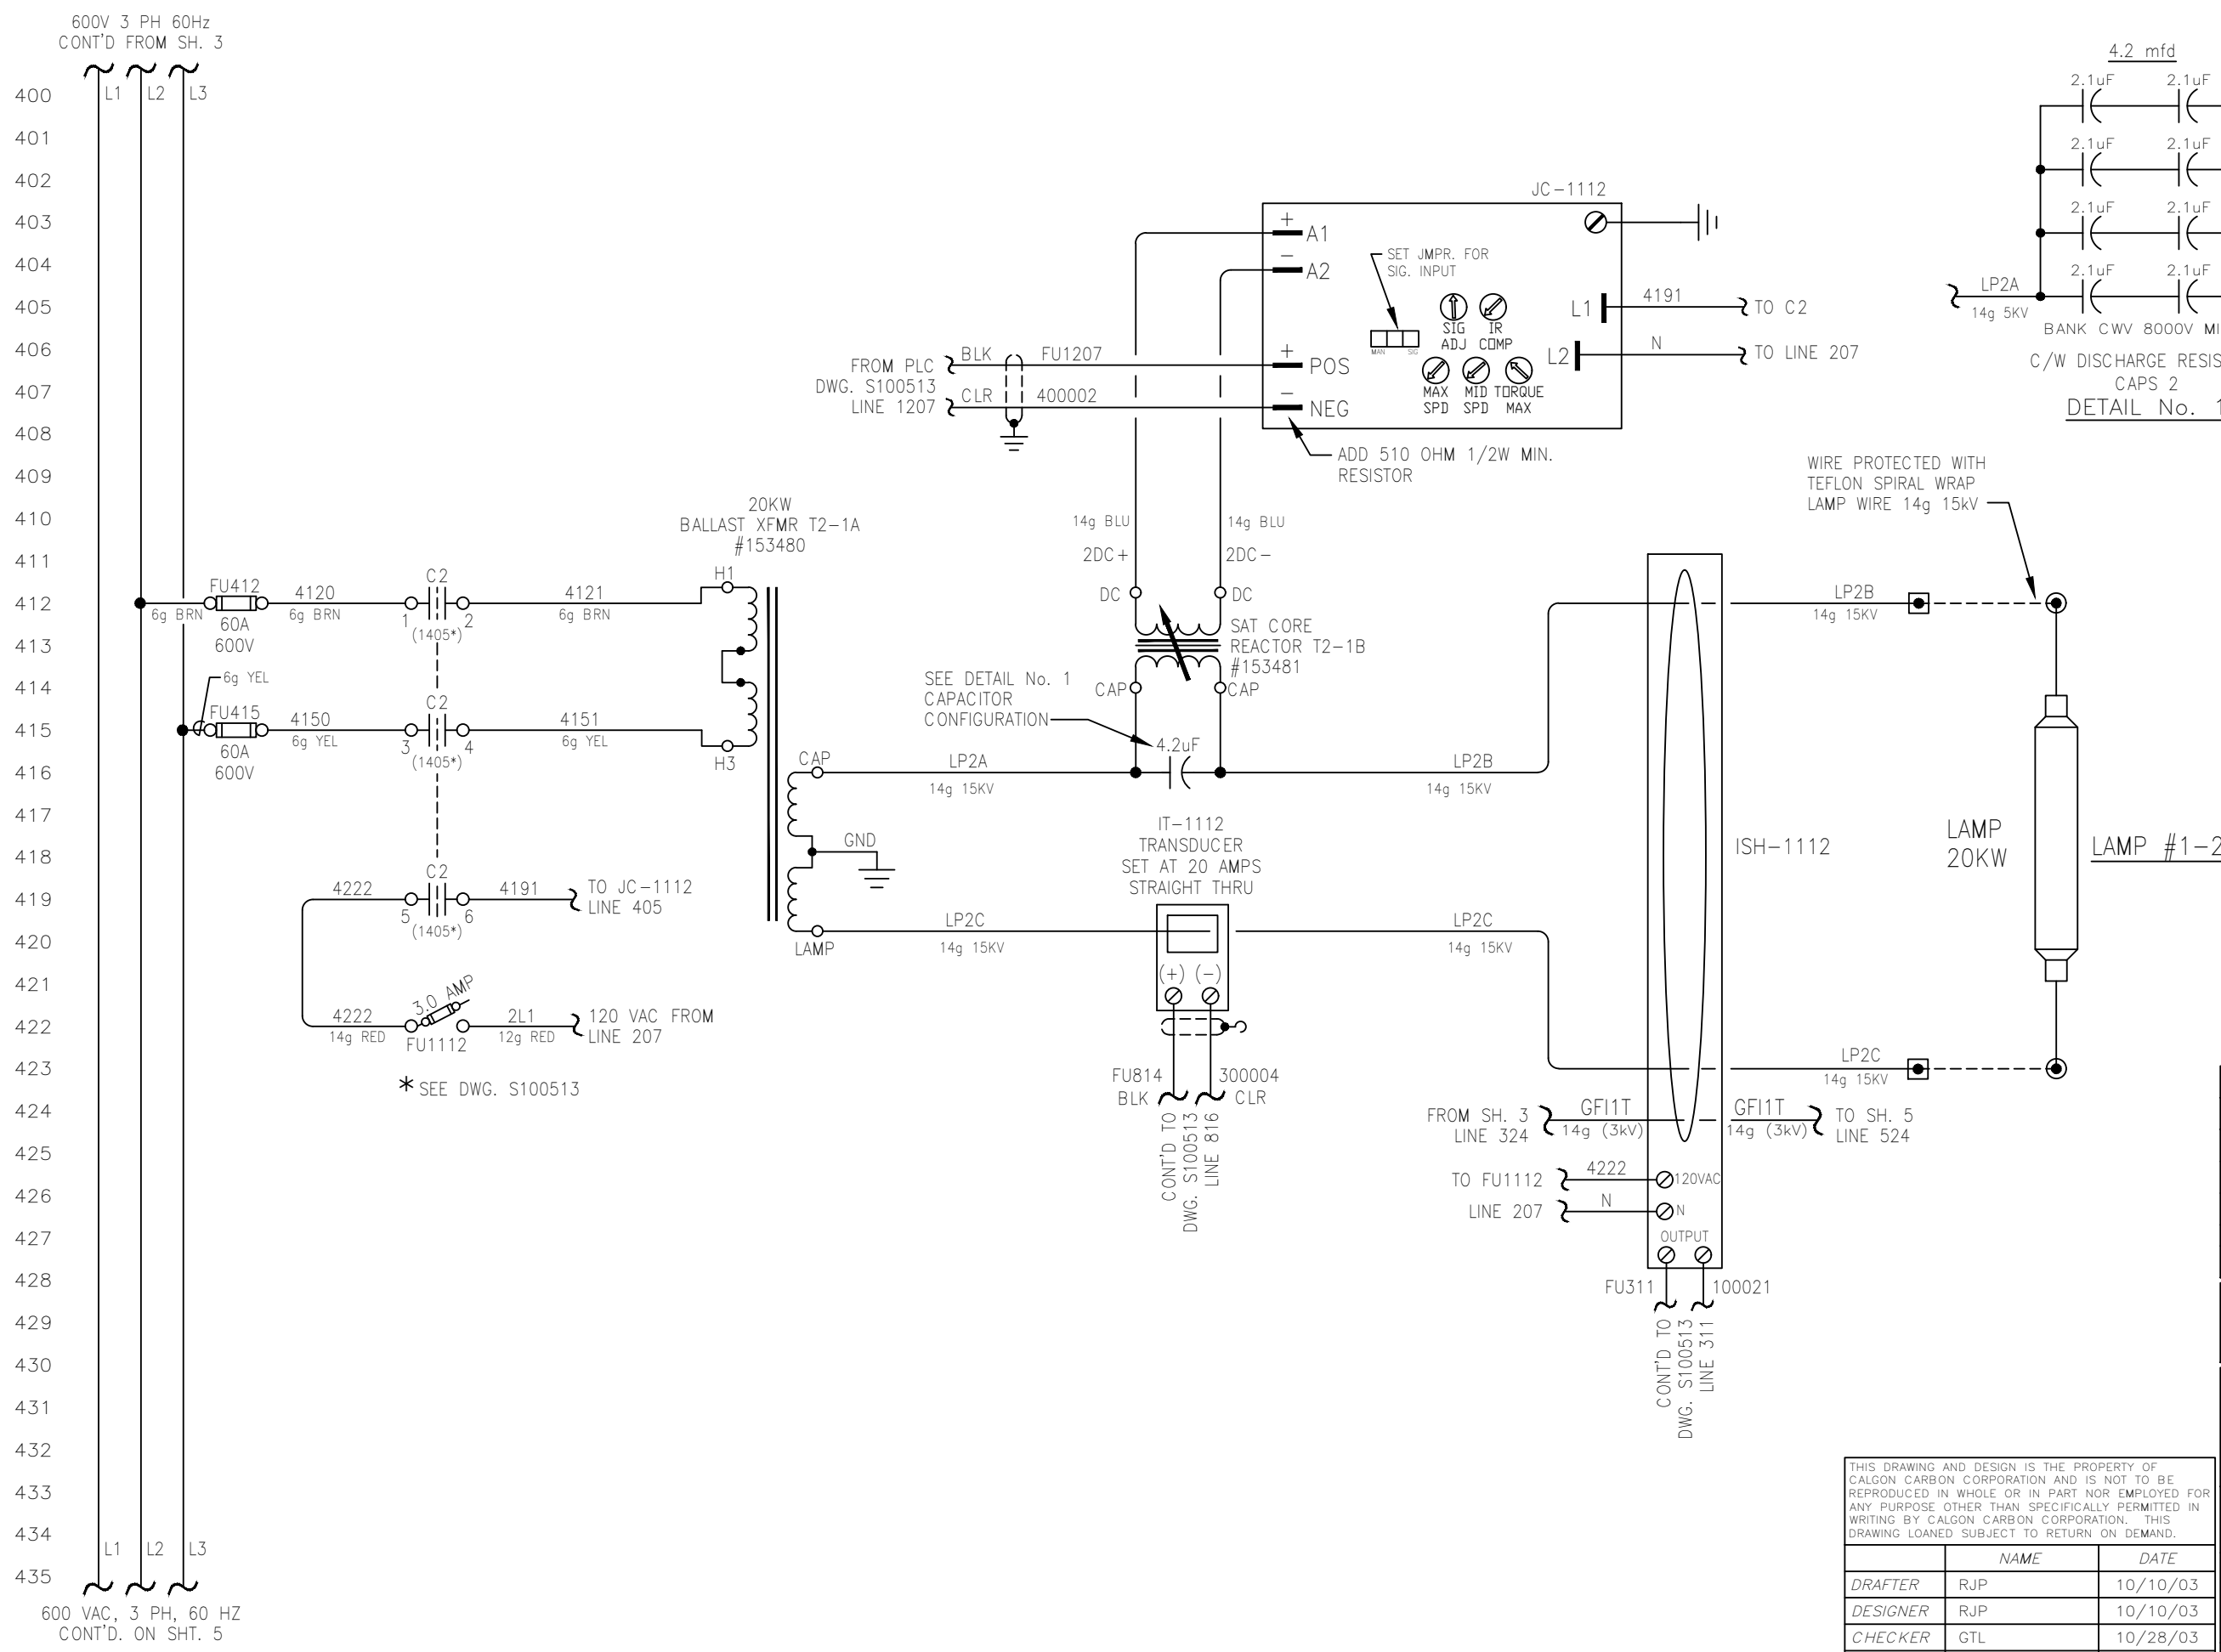 600V 3 PH 60Hz
CONT'D FROM SH. 3
L1 L2 L3
400
401
402
403
404
405
406
407
408
409
410
411
412
413
414
415
416
417
418
419
420
421
422
423
424
425
426
427
428
429
430
431
432
433
434
435
L1 L2 L3
600 VAC, 3 PH, 60 HZ
CONT'D. ON SHT. 5
6g BRN
FU412
60A
600V
4120
6g BRN
C2
1 2
(1405*)
4121
6g BRN
6g YEL
FU415
60A
600V
4150
6g YEL
C2
3 4
(1405*)
4151
6g YEL
20KW
BALLAST XFMR T2-1A
#153480
H1
H3
C2
4222
5 6
(1405*)
4191
TO JC-1112
LINE 405
4222
14g RED
3.0 AMP
FU1112
2L1
12g RED
120 VAC FROM
LINE 207
* SEE DWG. S100513
CAP
GND
LAMP
LP2A
14g 15KV
LP2C
14g 15KV
SEE DETAIL No. 1
CAPACITOR
CONFIGURATION
4.2uF
FROM PLC
DWG. S100513
LINE 1207
BLK FU1207
CLR 400002
14g BLU 14g BLU
2DC+ 2DC-
DC DC
SAT CORE
REACTOR T2-1B
#153481
CAP CAP
JC-1112
+
A1
-
A2
SET JMPR. FOR
SIG. INPUT
MAN SIG
SIG
ADJ
IR
COMP
MAX
SPD
MID
SPD
TORQUE
MAX
+
POS
-
NEG
L1
L2
4191
TO C2
N
TO LINE 207
ADD 510 OHM 1/2W MIN.
RESISTOR
IT-1112
TRANSDUCER
SET AT 20 AMPS
STRAIGHT THRU
(+) (-)
FU814
BLK
300004
CLR
CONT'D TO
DWG. S100513
LINE 816
LP2B
14g 15KV
LP2C
14g 15KV
ISH-1112
LP2B
14g 15KV
LP2C
14g 15KV
FROM SH. 3
LINE 324
GFI1T
14g (3kV)
GFI1T
14g (3kV)
TO SH. 5
LINE 524
TO FU1112
4222
120VAC
LINE 207
N
N
OUTPUT
FU311
100021
CONT'D TO
DWG. S100513
LINE 311
WIRE PROTECTED WITH
TEFLON SPIRAL WRAP
LAMP WIRE 14g 15kV
LAMP
20KW
LAMP #1-2
4.2 mfd
2.1uF 2.1uF
2.1uF 2.1uF
2.1uF 2.1uF
2.1uF 2.1uF
LP2A
14g 5KV
BANK CWV 8000V MI
C/W DISCHARGE RESIS
CAPS 2
DETAIL No. 1
THIS DRAWING AND DESIGN IS THE PROPERTY OF
CALGON CARBON CORPORATION AND IS NOT TO BE
REPRODUCED IN WHOLE OR IN PART NOR EMPLOYED FOR
ANY PURPOSE OTHER THAN SPECIFICALLY PERMITTED IN
WRITING BY CALGON CARBON CORPORATION. THIS
DRAWING LOANED SUBJECT TO RETURN ON DEMAND.
NAME DATE
DRAFTER RJP 10/10/03
DESIGNER RJP 10/10/03
CHECKER GTL 10/28/03